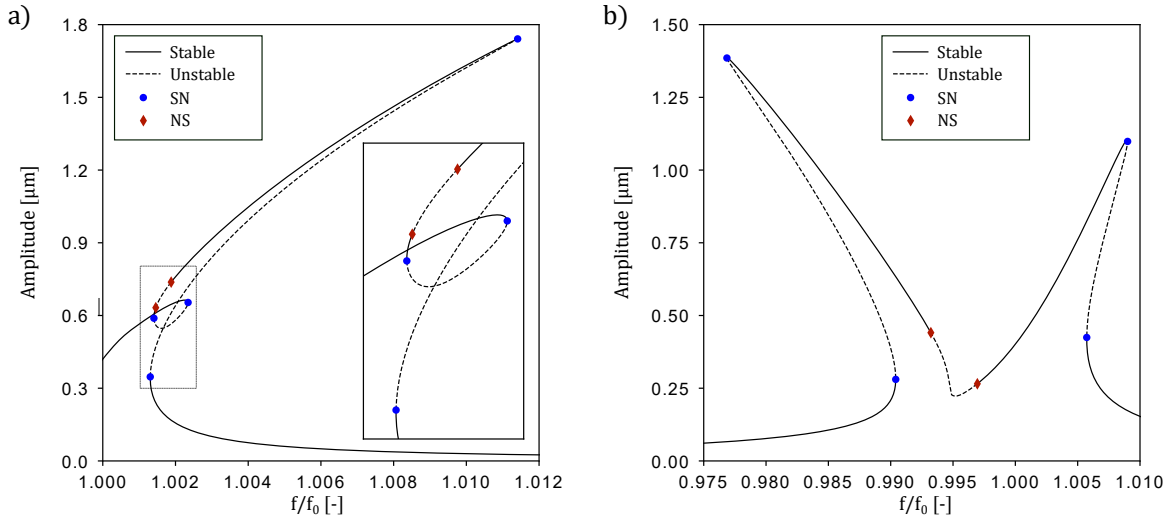 a)
1.8
1.5
1.2
0.9
0.6
0.3
0.0
Amplitude [μm]
Stable
Unstable
SN
NS
1.000 1.002 1.004 1.006 1.008 1.010 1.012
f/f₀ [-]
b)
1.50
1.25
1.00
0.75
0.50
0.25
0.00
Amplitude [μm]
Stable
Unstable
SN
NS
0.975 0.980 0.985 0.990 0.995 1.000 1.005 1.010
f/f₀ [-]